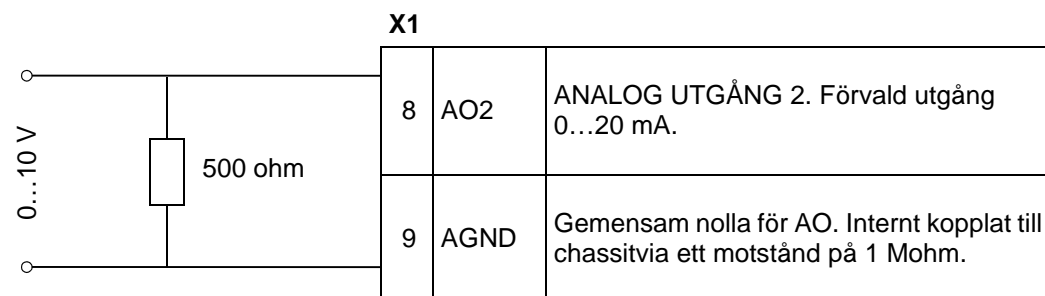 X1
8 AO2 ANALOG UTGÅNG 2. Förvald utgång
0…20 mA.
0…10 V
500 ohm
9 AGND Gemensam nolla för AO. Internt kopplat till
chassitvia ett motstånd på 1 Mohm.